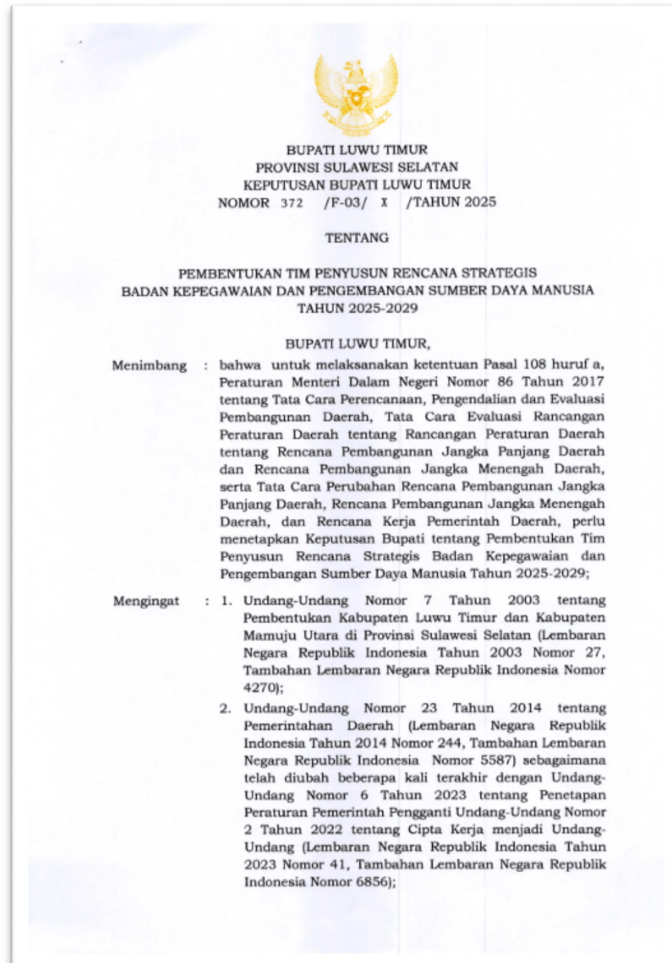 BUPATI LUWU TIMUR
PROVINSI SULAWESI SELATAN
KEPUTUSAN BUPATI LUWU TIMUR
NOMOR 372 /F-03/ X /TAHUN 2025
TENTANG
PEMBENTUKAN TIM PENYUSUN RENCANA STRATEGIS
BADAN KEPEGAWAIAN DAN PENGEMBANGAN SUMBER DAYA MANUSIA
TAHUN 2025-2029
BUPATI LUWU TIMUR,
Menimbang : bahwa untuk melaksanakan ketentuan Pasal 108 huruf a,
Peraturan Menteri Dalam Negeri Nomor 86 Tahun 2017
tentang Tata Cara Perencanaan, Pengendalian dan Evaluasi
Pembangunan Daerah, Tata Cara Evaluasi Rancangan
Peraturan Daerah tentang Rancangan Peraturan Daerah
tentang Rencana Pembangunan Jangka Panjang Daerah
dan Rencana Pembangunan Jangka Menengah Daerah,
serta Tata Cara Perubahan Rencana Pembangunan Jangka
Panjang Daerah, Rencana Pembangunan Jangka Menengah
Daerah, dan Rencana Kerja Pemerintah Daerah, perlu
menetapkan Keputusan Bupati tentang Pembentukan Tim
Penyusun Rencana Strategis Badan Kepegawaian dan
Pengembangan Sumber Daya Manusia Tahun 2025-2029;
Mengingat : 1. Undang-Undang Nomor 7 Tahun 2003 tentang
Pembentukan Kabupaten Luwu Timur dan Kabupaten
Mamuju Utara di Provinsi Sulawesi Selatan (Lembaran
Negara Republik Indonesia Tahun 2003 Nomor 27,
Tambahan Lembaran Negara Republik Indonesia Nomor
4270);
2. Undang-Undang Nomor 23 Tahun 2014 tentang
Pemerintahan Daerah (Lembaran Negara Republik
Indonesia Tahun 2014 Nomor 244, Tambahan Lembaran
Negara Republik Indonesia Nomor 5587) sebagaimana
telah diubah beberapa kali terakhir dengan Undang-
Undang Nomor 6 Tahun 2023 tentang Penetapan
Peraturan Pemerintah Pengganti Undang-Undang Nomor
2 Tahun 2022 tentang Cipta Kerja menjadi Undang-
Undang (Lembaran Negara Republik Indonesia Tahun
2023 Nomor 41, Tambahan Lembaran Negara Republik
Indonesia Nomor 6856);